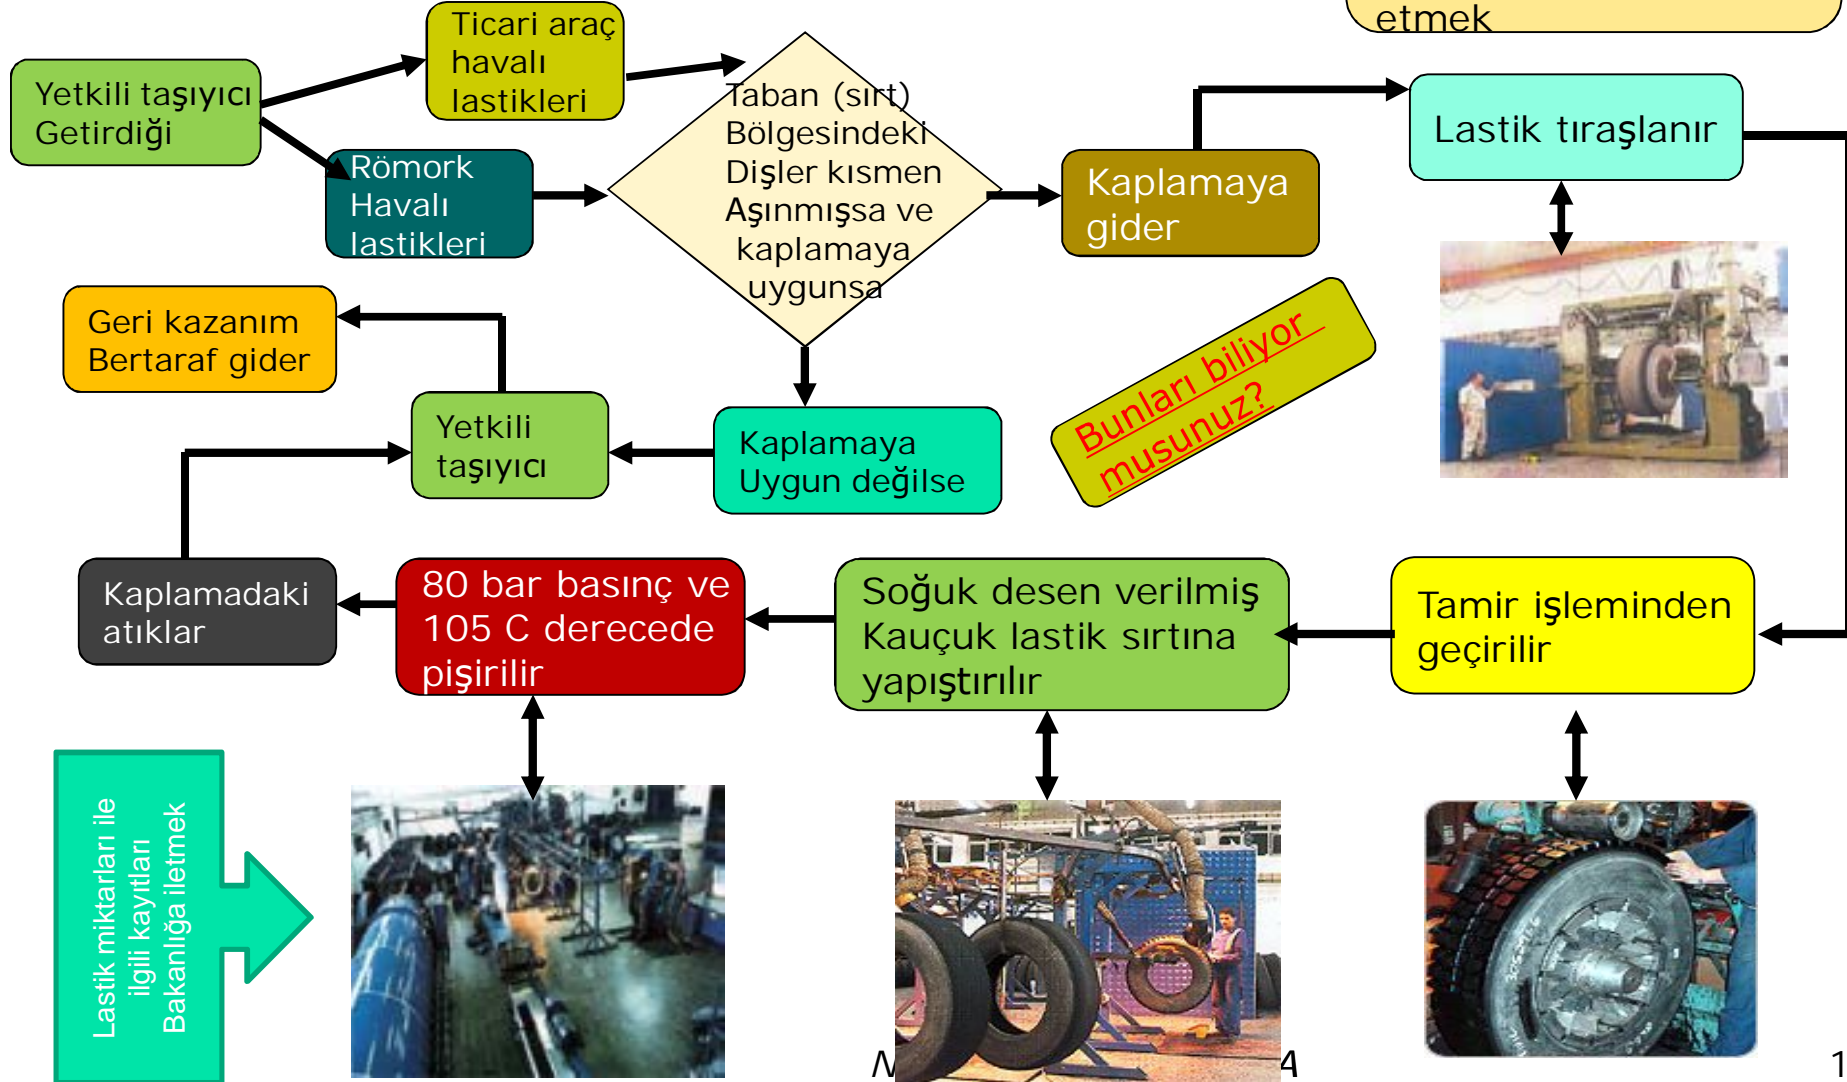 etmek
Ticari araç
havalı
lastikleri
Yetkili taşıyıcı
Getirdiği
Römork
Havalı
lastikleri
Taban (sırt)
Bölgesindeki
Dişler kısmen
Aşınmışsa ve
kaplamaya
uygunsa
Kaplamaya
gider
Lastik tıraşlanır
Geri kazanım
Bertaraf gider
Yetkili
taşıyıcı
Kaplamaya
Uygun değilse
Bunları biliyor
musunuz?
Kaplamadaki
atıklar
80 bar basınç ve
105 C derecede
pişirilir
Soğuk desen verilmiş
Kauçuk lastik sırtına
yapıştırılır
Tamir işleminden
geçirilir
Lastik miktarları ile
ilgili kayıtları
Bakanlığa iletmek
A
1